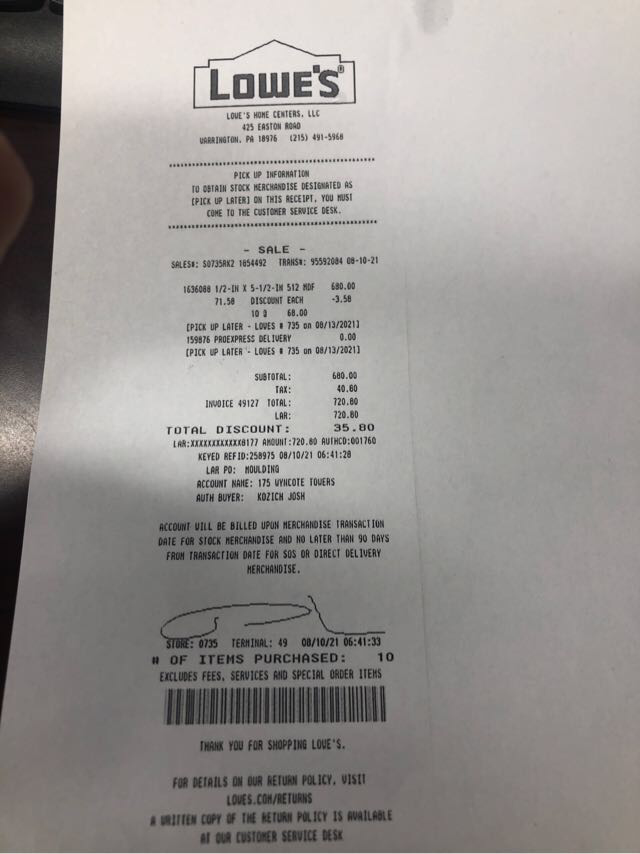 LOWE'S®
LOWE'S HOME CENTERS, LLC
425 EASTON ROAD
WARRINGTON, PA 18976 (215) 491-5968
PICK UP INFORMATION
TO OBTAIN STOCK MERCHANDISE DESIGNATED AS
[PICK UP LATER] ON THIS RECEIPT, YOU MUST
COME TO THE CUSTOMER SERVICE DESK.
- SALE -
SALES#: S0735RK2 1654492 TRANS#: 95592084 08-10-21
1636088 1/2-IN X 5-1/2-IN 512 MDF 680.00
71.58 DISCOUNT EACH -3.58
10 @ 68.00
[PICK UP LATER - LOWES # 735 on 08/13/2021]
159876 PROEXPRESS DELIVERY 0.00
[PICK UP LATER - LOWES # 735 on 08/13/2021]
SUBTOTAL: 680.00
TAX: 40.80
INVOICE 49127 TOTAL: 720.80
LAR: 720.80
TOTAL DISCOUNT: 35.80
LAR:XXXXXXXXXXXX0177 AMOUNT:720.80 AUTHCD:001760
KEYED REFID:258975 08/10/21 06:41:28
LAR PO: MOULDING
ACCOUNT NAME: 175 WYNCOTE TOWERS
AUTH BUYER: KOZICH JOSH
ACCOUNT WILL BE BILLED UPON MERCHANDISE TRANSACTION
DATE FOR STOCK MERCHANDISE AND NO LATER THAN 90 DAYS
FROM TRANSACTION DATE FOR SOS OR DIRECT DELIVERY
MERCHANDISE.
STORE: 0735 TERMINAL: 49 08/10/21 06:41:33
# OF ITEMS PURCHASED: 10
EXCLUDES FEES, SERVICES AND SPECIAL ORDER ITEMS
THANK YOU FOR SHOPPING LOWE'S.
FOR DETAILS ON OUR RETURN POLICY, VISIT
LOWES.COM/RETURNS
A WRITTEN COPY OF THE RETURN POLICY IS AVAILABLE
AT OUR CUSTOMER SERVICE DESK